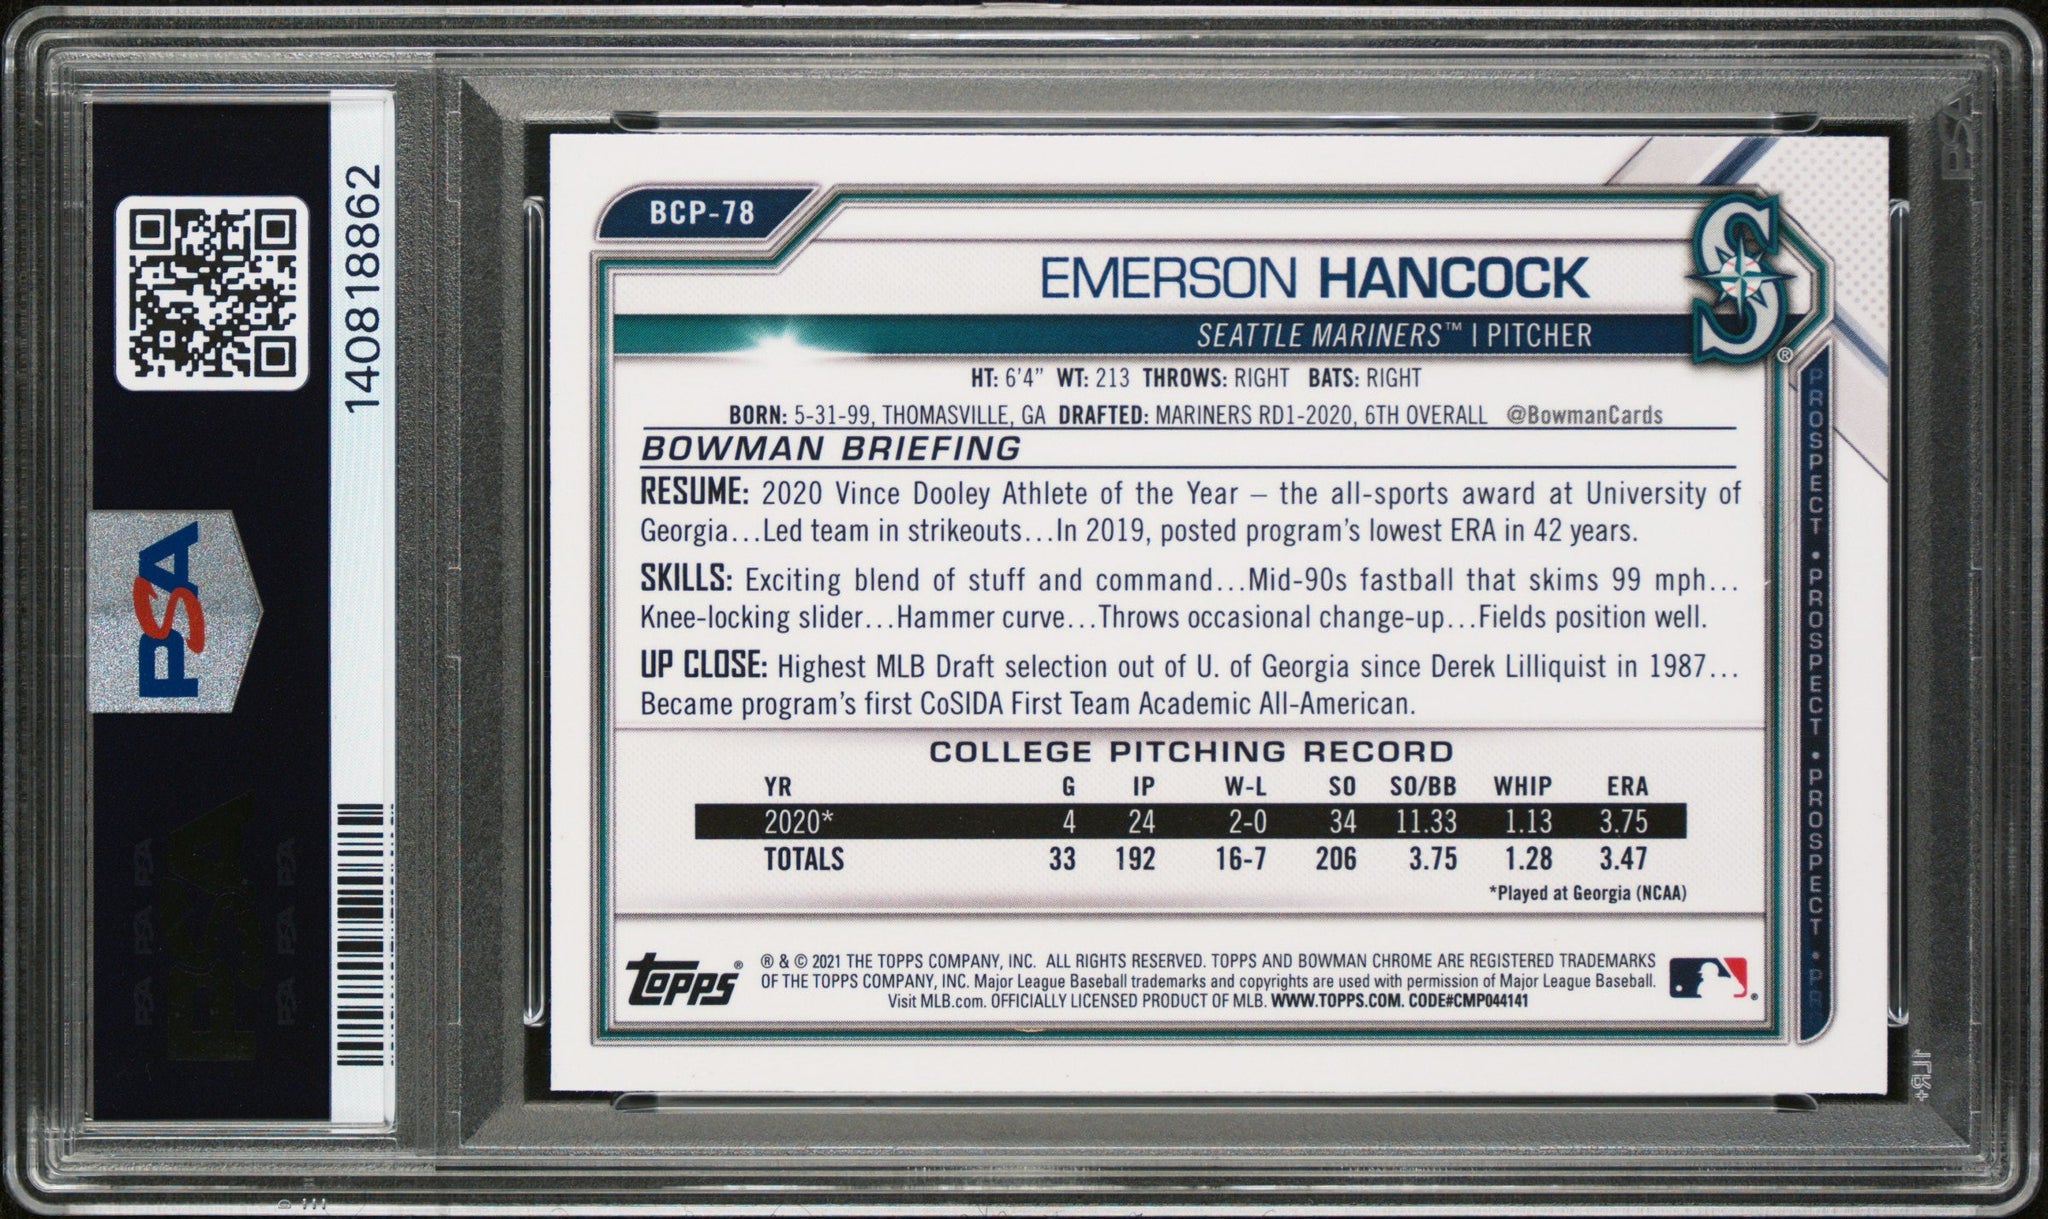 140818862
PSA
BCP-78
EMERSON HANCOCK
SEATTLE MARINERS™ | PITCHER
HT: 6'4" WT: 213 THROWS: RIGHT BATS: RIGHT
BORN: 5-31-99, THOMASVILLE, GA DRAFTED: MARINERS RD1-2020, 6TH OVERALL @BowmanCards
BOWMAN BRIEFING
RESUME: 2020 Vince Dooley Athlete of the Year – the all-sports award at University of
Georgia...Led team in strikeouts...In 2019, posted program's lowest ERA in 42 years.
SKILLS: Exciting blend of stuff and command...Mid-90s fastball that skims 99 mph...
Knee-locking slider...Hammer curve...Throws occasional change-up...Fields position well.
UP CLOSE: Highest MLB Draft selection out of U. of Georgia since Derek Lilliquist in 1987...
Became program's first CoSIDA First Team Academic All-American.
COLLEGE PITCHING RECORD
YR G IP W-L SO SO/BB WHIP ERA
2020* 4 24 2-0 34 11.33 1.13 3.75
TOTALS 33 192 16-7 206 3.75 1.28 3.47
*Played at Georgia (NCAA)
PROSPECT • PROSPECT • PROSPECT • PR
Topps® ® & © 2021 THE TOPPS COMPANY, INC. ALL RIGHTS RESERVED. TOPPS AND BOWMAN CHROME ARE REGISTERED TRADEMARKS
OF THE TOPPS COMPANY, INC. Major League Baseball trademarks and copyrights are used with permission of Major League Baseball.
Visit MLB.com. OFFICIALLY LICENSED PRODUCT OF MLB. WWW.TOPPS.COM. CODE#CMP044141